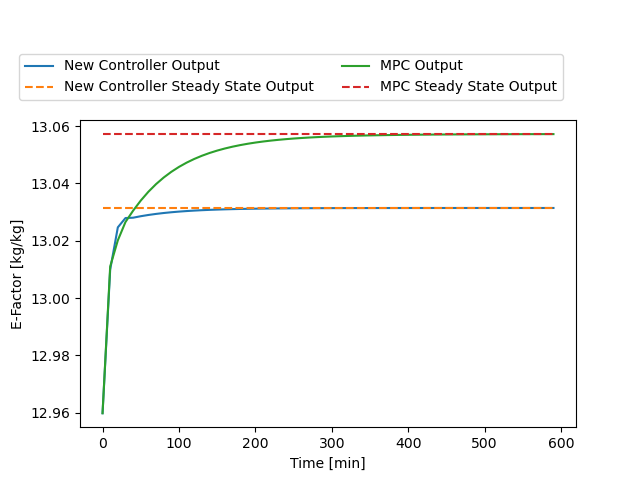 New Controller Output
New Controller Steady State Output
MPC Output
MPC Steady State Output
13.06
13.04
13.02
13.00
12.98
12.96
E-Factor [kg/kg]
0 100 200 300 400 500 600
Time [min]